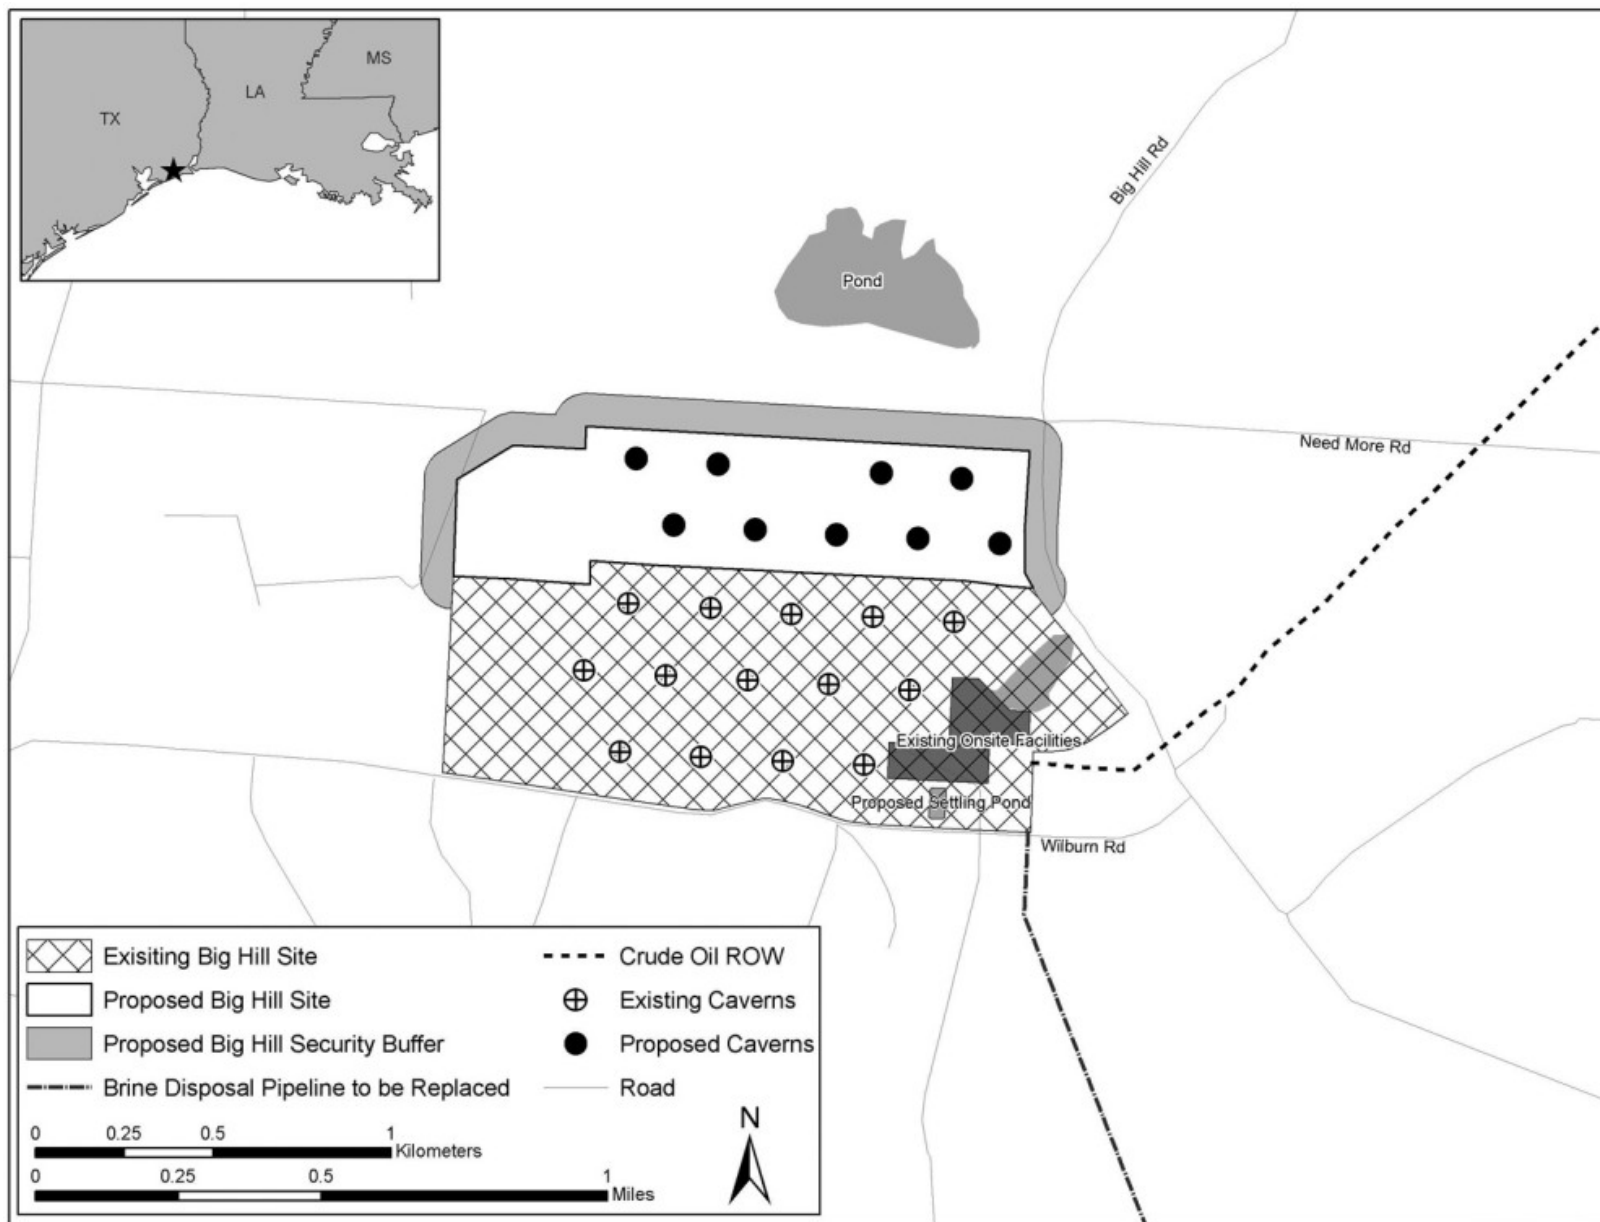 MS
LA
TX
Big Hill Rd
Pond
Need More Rd
Existing Onsite Facilities
Proposed Settling Pond
Wilburn Rd
Exisiting Big Hill Site
Proposed Big Hill Site
Proposed Big Hill Security Buffer
Brine Disposal Pipeline to be Replaced
Crude Oil ROW
Existing Caverns
Proposed Caverns
Road
N
0 0.25 0.5 1
Kilometers
0 0.25 0.5 1
Miles